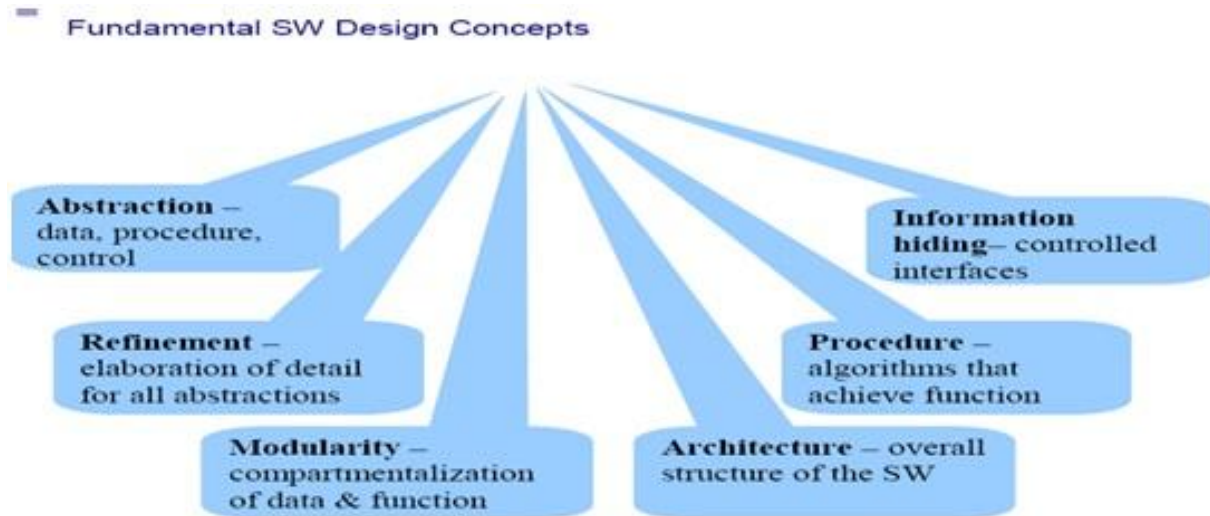 Fundamental SW Design Concepts
Abstraction –
data, procedure,
control
Refinement –
elaboration of detail
for all abstractions
Modularity –
compartmentalization
of data & function
Architecture – overall
structure of the SW
Procedure –
algorithms that
achieve function
Information
hiding– controlled
interfaces